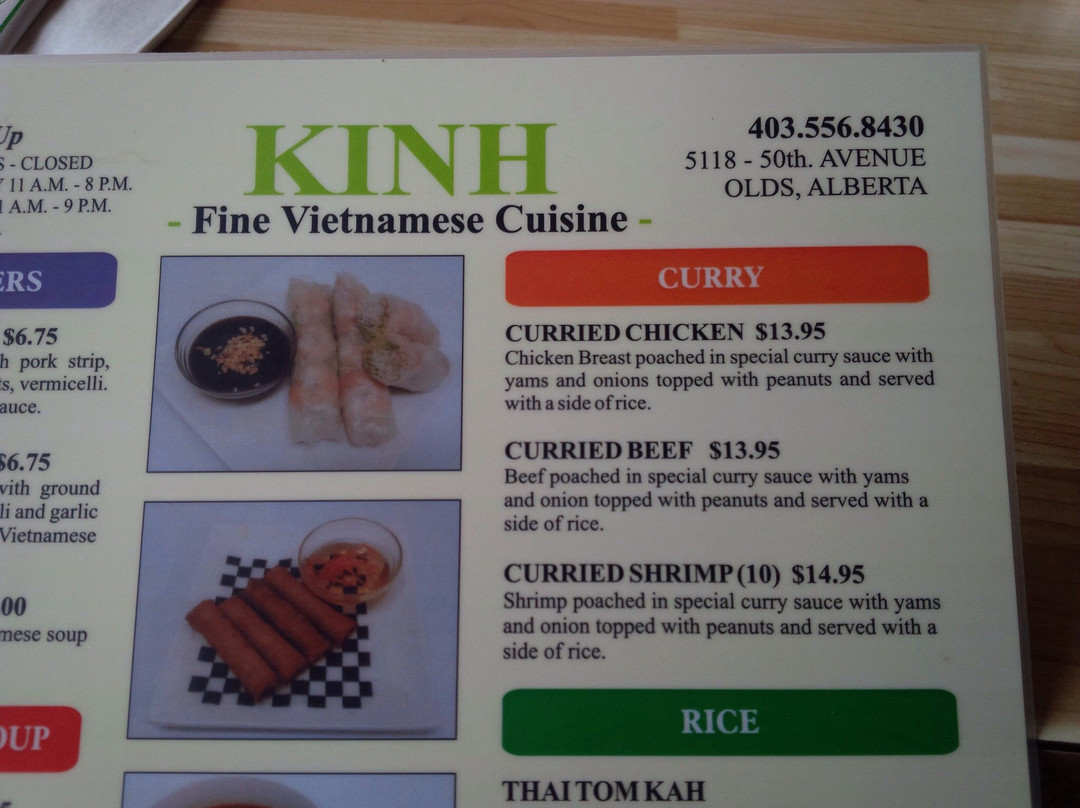 Up
- CLOSED
11 A.M. - 8 P.M.
A.M. - 9 P.M.
KINH
- Fine Vietnamese Cuisine -
403.556.8430
5118 - 50th. AVENUE
OLDS, ALBERTA
ERS
$6.75
pork strip,
vermicelli.
$6.75
with ground
and garlic
Vietnamese
.00
soup
OUP
CURRY
CURRIED CHICKEN $13.95
Chicken Breast poached in special curry sauce with
yams and onions topped with peanuts and served
with a side of rice.
CURRIED BEEF $13.95
Beef poached in special curry sauce with yams
and onion topped with peanuts and served with a
side of rice.
CURRIED SHRIMP (10) $14.95
Shrimp poached in special curry sauce with yams
and onion topped with peanuts and served with a
side of rice.
RICE
THAI TOM KAH